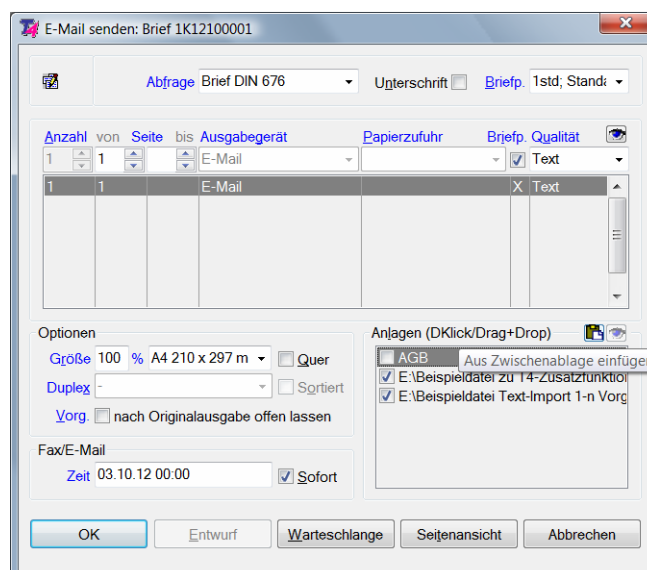 T4 E-Mail senden: Brief 1K12100001
Abfrage Brief DIN 676 Unterschrift Briefp. 1std; Standa
Anzahl von Seite bis Ausgabegerät Papierzufuhr Briefp. Qualität
1 1 E-Mail Text
1 1 E-Mail X Text
Optionen
Größe 100 % A4 210 x 297 m Quer
Duplex - Sortiert
Vorg. nach Originalausgabe offen lassen
Anlagen (DKlick/Drag+Drop)
AGB
Aus Zwischenablage einfüge
E:\Beispieldatei zu T4-Zusatzfunktion
E:\Beispieldatei Text-Import 1-n Vorg
Fax/E-Mail
Zeit 03.10.12 00:00 Sofort
OK Entwurf Warteschlange Seitenansicht Abbrechen